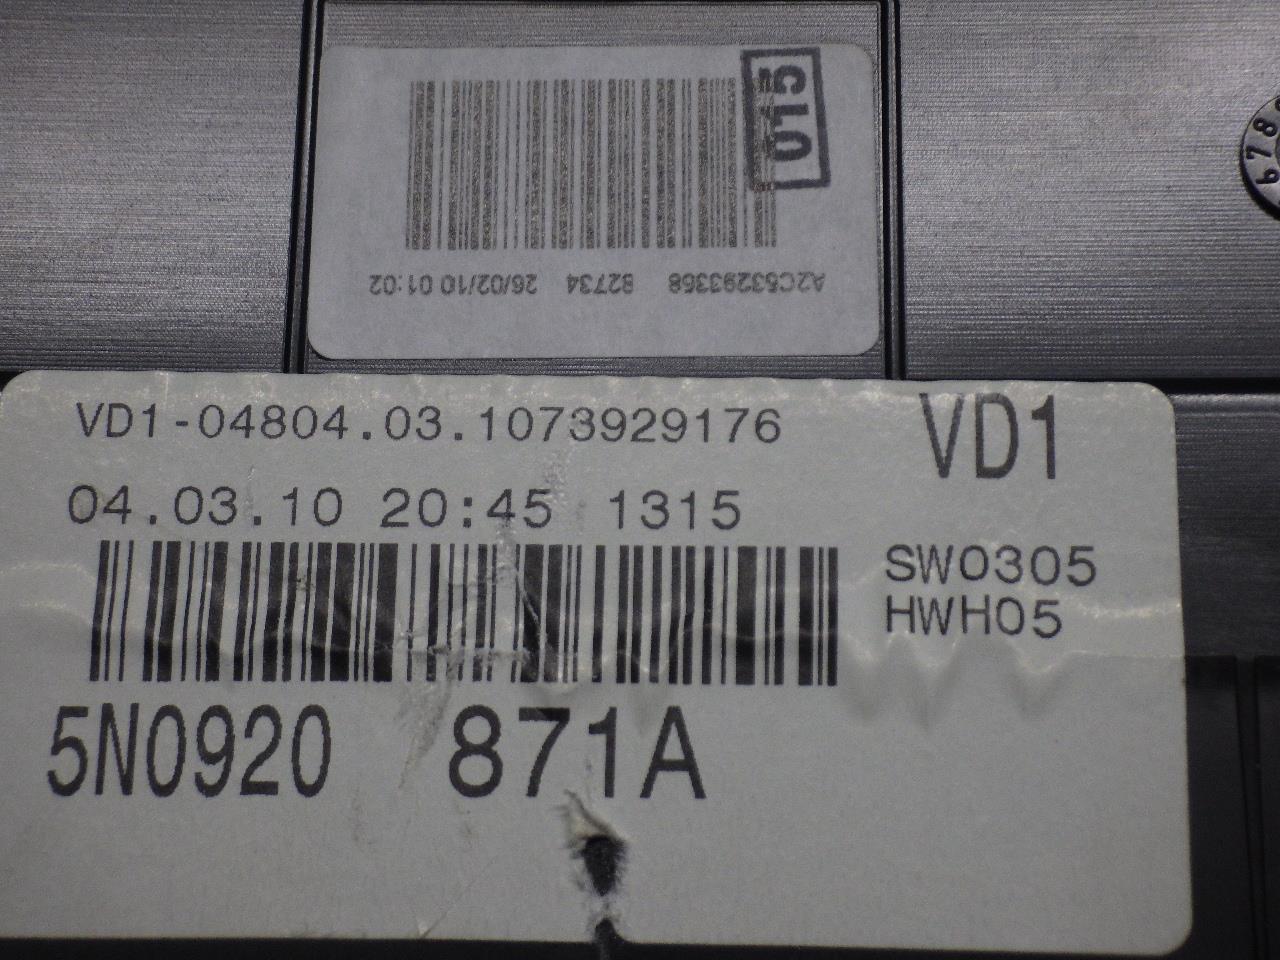 015
A2C53293368 82734 26/02/10 01:02
678
VD1-04804.03.1073929176
VD1
04.03.10 20:45 1315
SW0305
HWH05
5N0920 871A